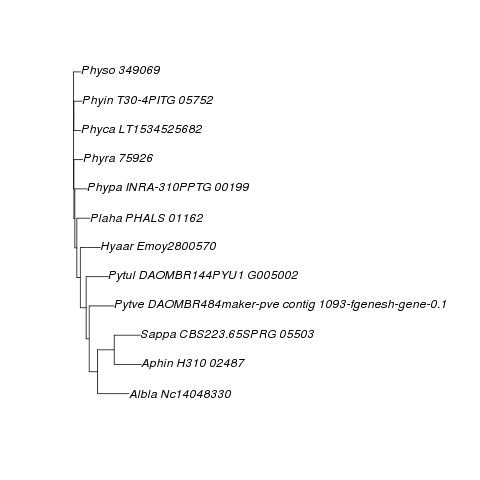 Physo 349069
Phyin T30-4PITG 05752
Phyca LT1534525682
Phyra 75926
Phypa INRA-310PPTG 00199
Plaha PHALS 01162
Hyaar Emoy2800570
Pytul DAOMBR144PYU1 G005002
Pytve DAOMBR484maker-pve contig 1093-fgenesh-gene-0.1
Sappa CBS223.65SPRG 05503
Aphin H310 02487
Albla Nc14048330